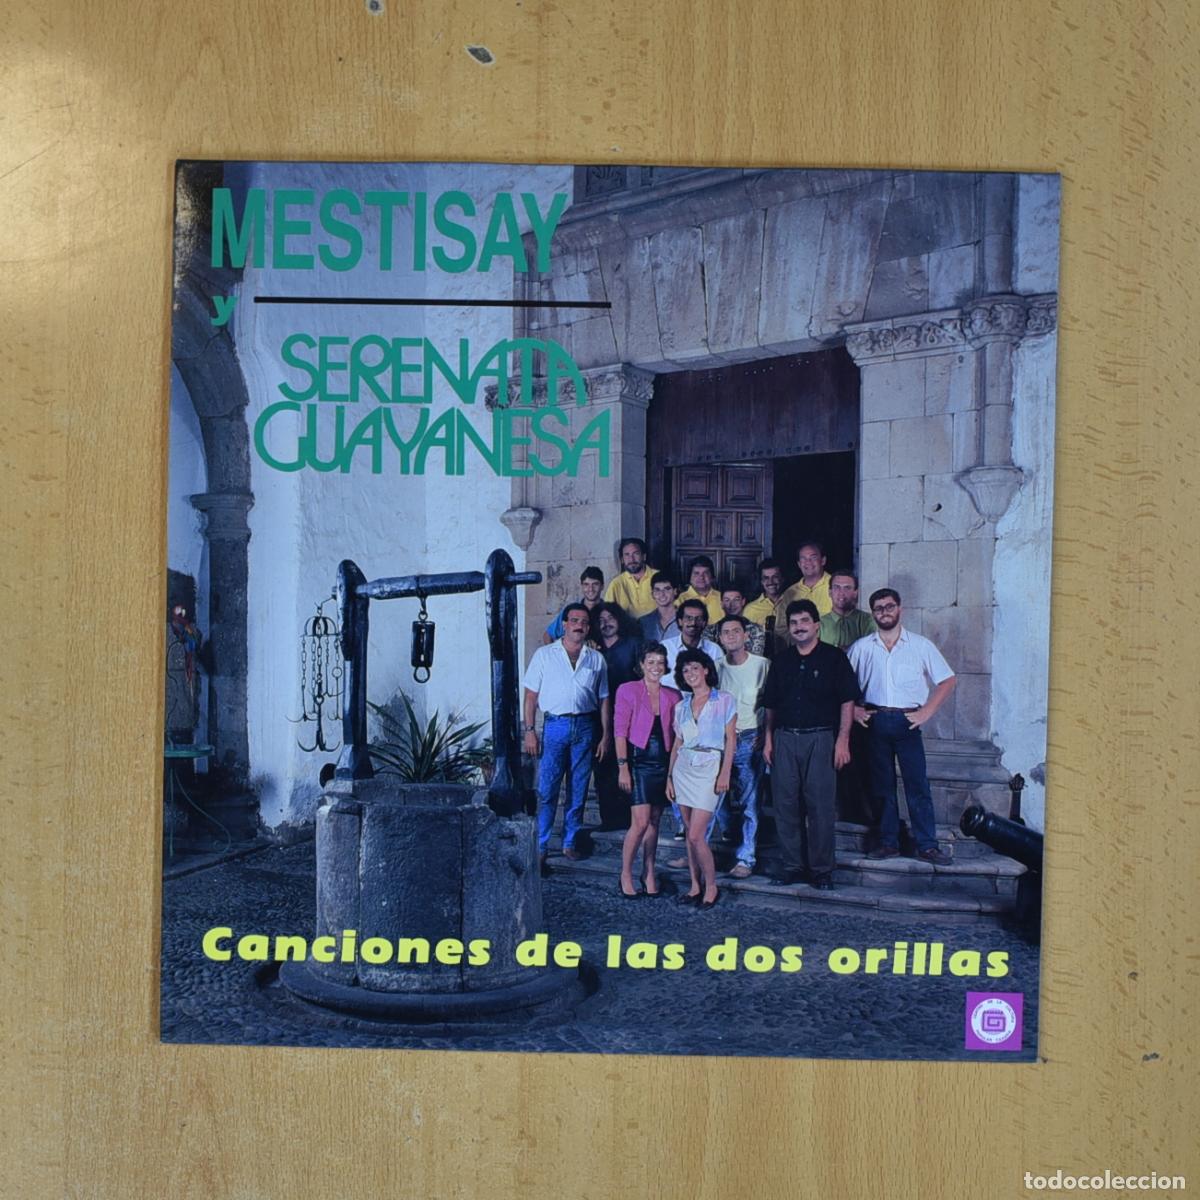 MESTISAY
y
SERENATA
GUAYANESA
Canciones de las dos orillas
todocoleccion